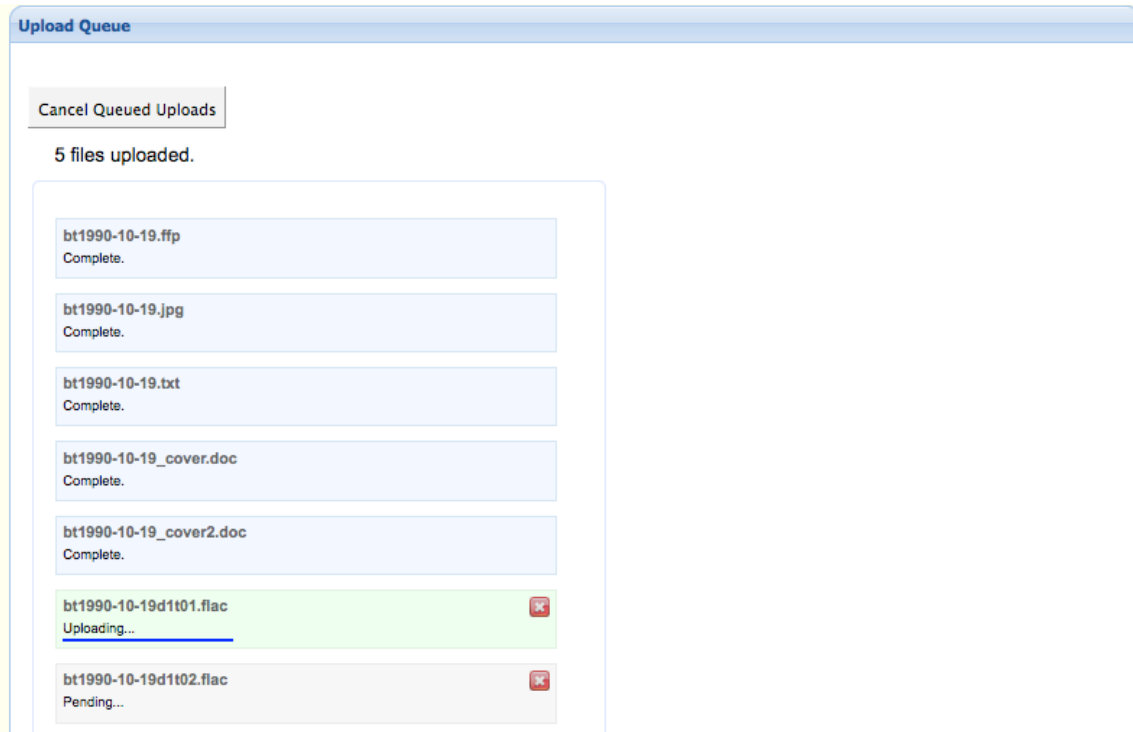 Upload Queue
Cancel Queued Uploads
5 files uploaded.
bt1990-10-19.ffp
Complete.
bt1990-10-19.jpg
Complete.
bt1990-10-19.txt
Complete.
bt1990-10-19_cover.doc
Complete.
bt1990-10-19_cover2.doc
Complete.
bt1990-10-19d1t01.flac
Uploading...
bt1990-10-19d1t02.flac
Pending...